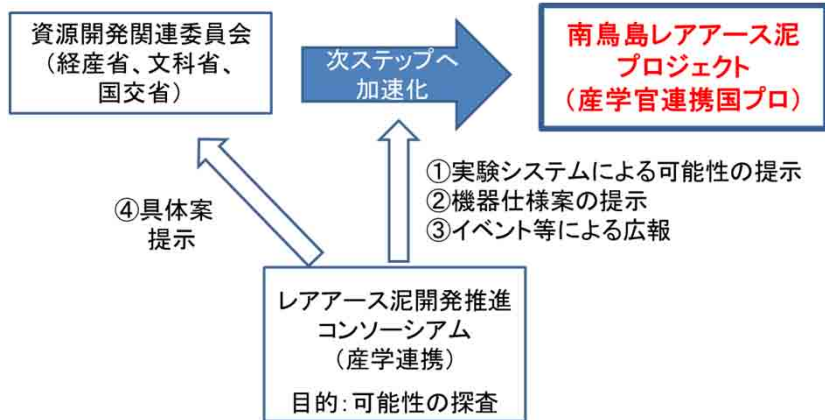 資源開発関連委員会
（経産省、文科省、
国交省）
次ステップへ
加速化
南鳥島レアアース泥
プロジェクト
（産学官連携国プロ）
④具体案
提示
①実験システムによる可能性の提示
②機器仕様案の提示
③イベント等による広報
レアアース泥開発推進
コンソーシアム
（産学連携）
目的：可能性の探査